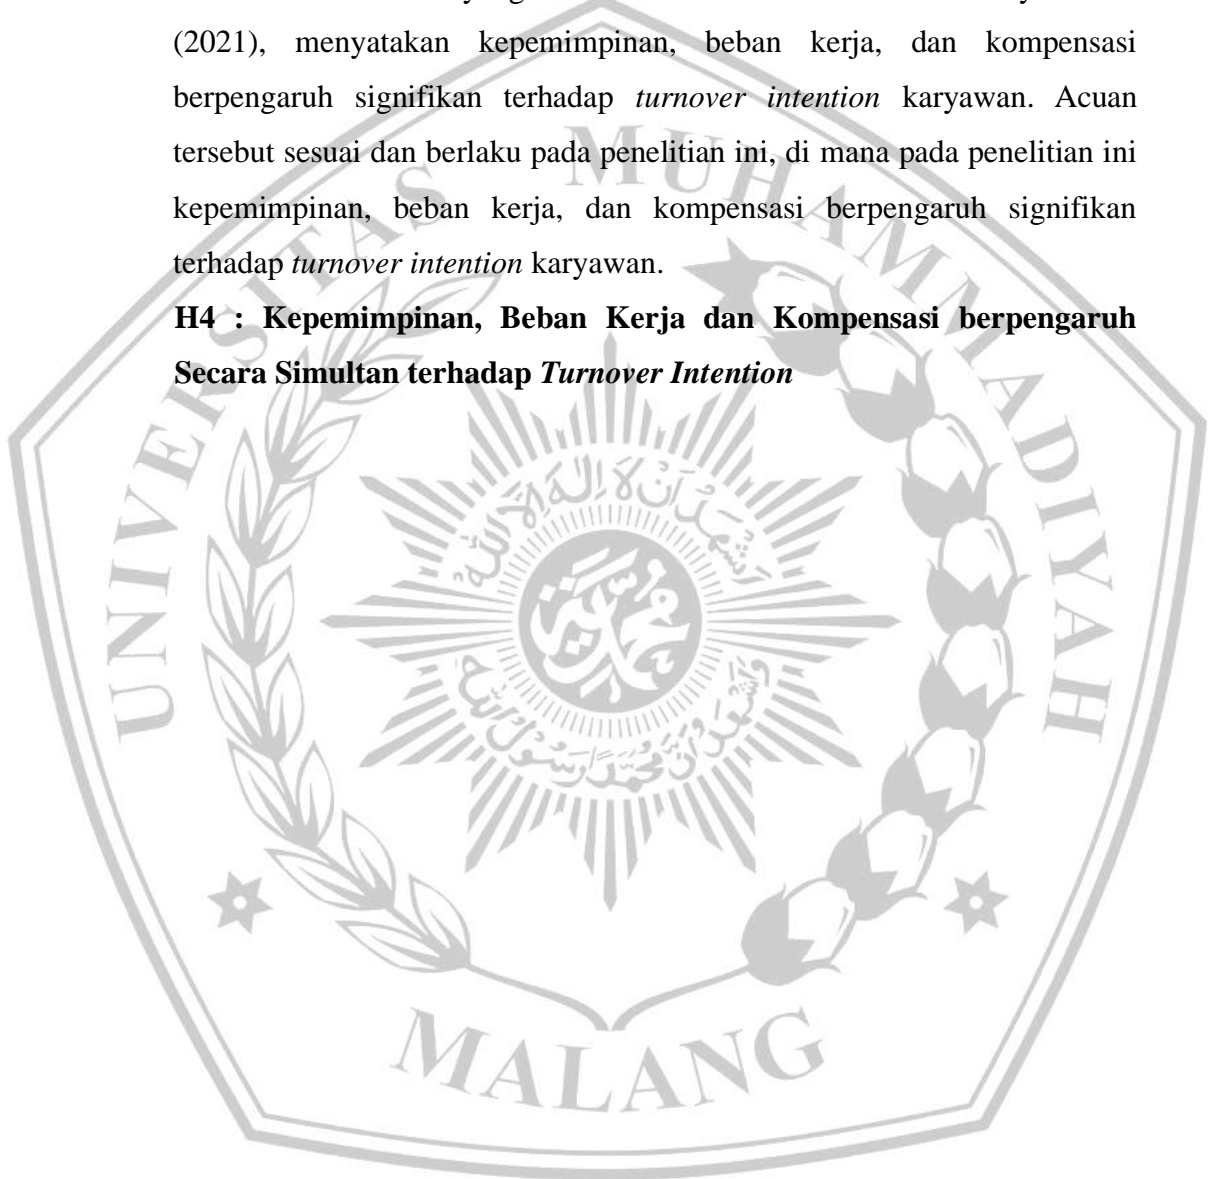 (2021), menyatakan kepemimpinan, beban kerja, dan kompensasi
berpengaruh signifikan terhadap turnover intention karyawan. Acuan
tersebut sesuai dan berlaku pada penelitian ini, di mana pada penelitian ini
kepemimpinan, beban kerja, dan kompensasi berpengaruh signifikan
terhadap turnover intention karyawan.
H4 : Kepemimpinan, Beban Kerja dan Kompensasi berpengaruh
Secara Simultan terhadap Turnover Intention
UNIVERSITAS MUHAMMADIYAH
MALANG